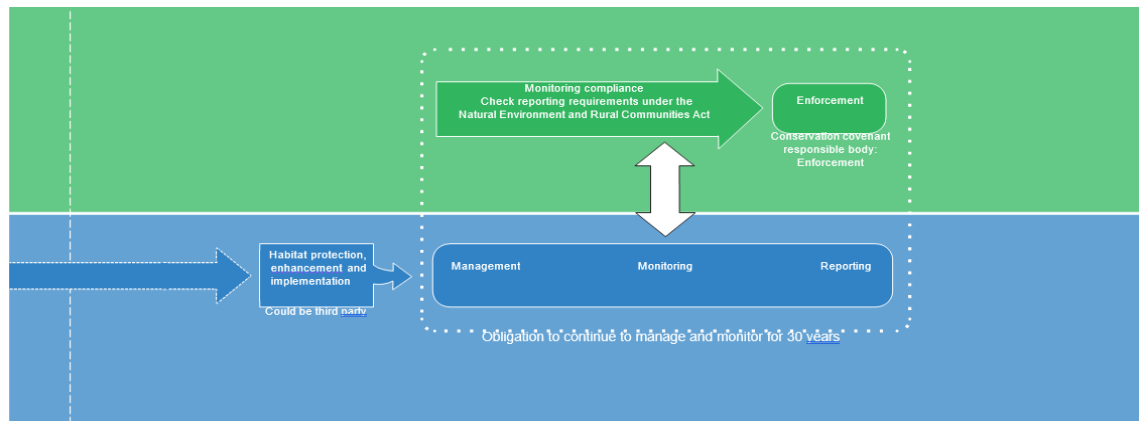 Monitoring compliance
Check reporting requirements under the
Natural Environment and Rural Communities Act
Enforcement
Conservation covenant
responsible body:
Enforcement
Habitat protection,
enhancement and
implementation
Could be third party
Management Monitoring Reporting
Obligation to continue to manage and monitor for 30 years